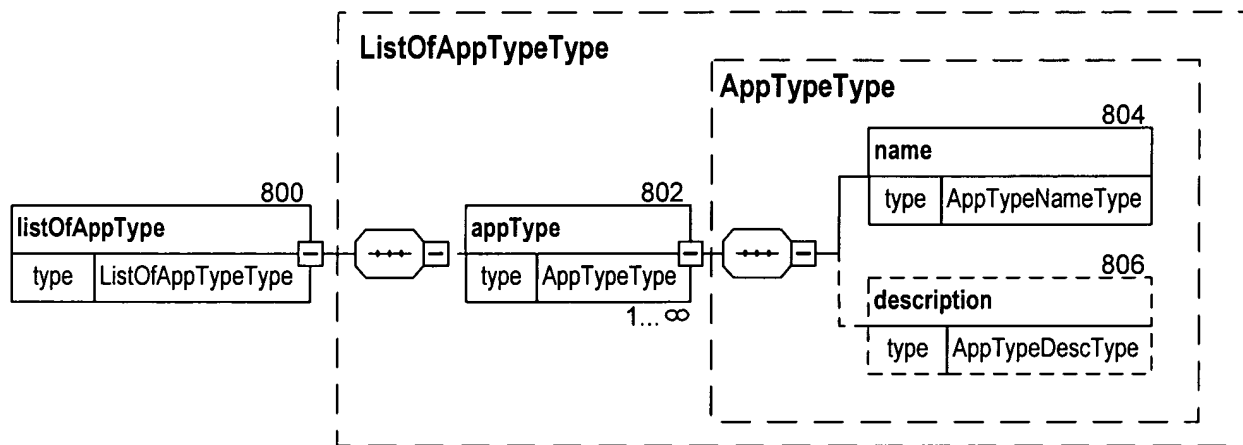 ListOfAppTypeType
AppTypeType
804
name
type AppTypeNameType
800
listOfAppType
type ListOfAppTypeType
802
appType
type AppTypeType
1... ∞
806
description
type AppTypeDescType